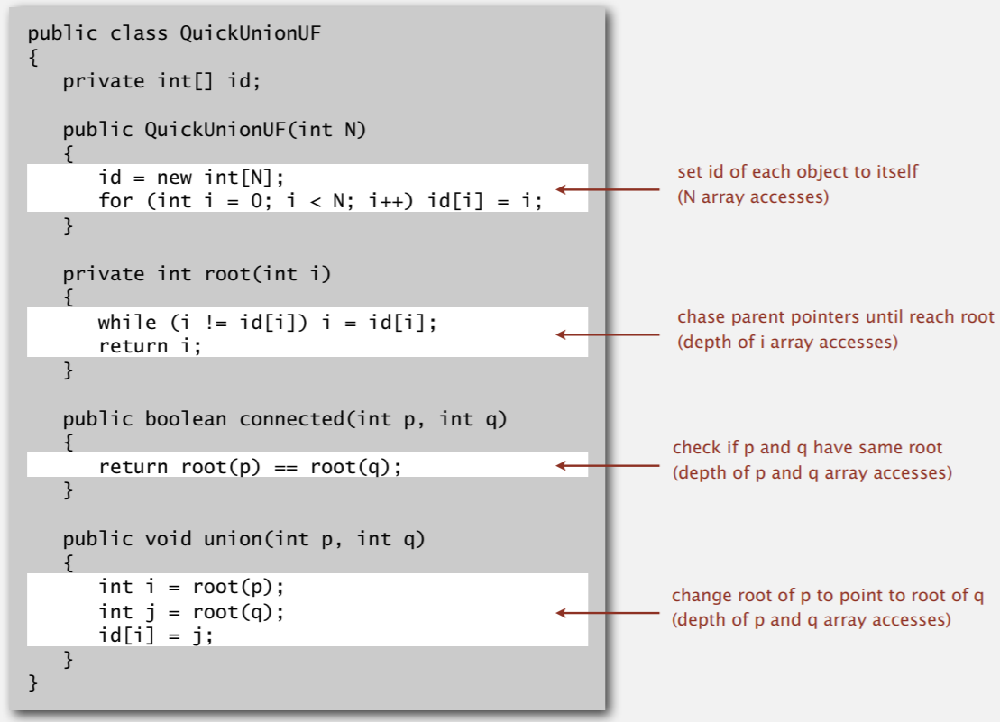 public class QuickUnionUF
{
private int[] id;
public QuickUnionUF(int N)
{
id = new int[N];
for (int i = 0; i < N; i++) id[i] = i;
}
set id of each object to itself
(N array accesses)
private int root(int i)
{
while (i != id[i]) i = id[i];
return i;
}
chase parent pointers until reach root
(depth of i array accesses)
public boolean connected(int p, int q)
{
return root(p) == root(q);
}
check if p and q have same root
(depth of p and q array accesses)
public void union(int p, int q)
{
int i = root(p);
int j = root(q);
id[i] = j;
}
}
change root of p to point to root of q
(depth of p and q array accesses)